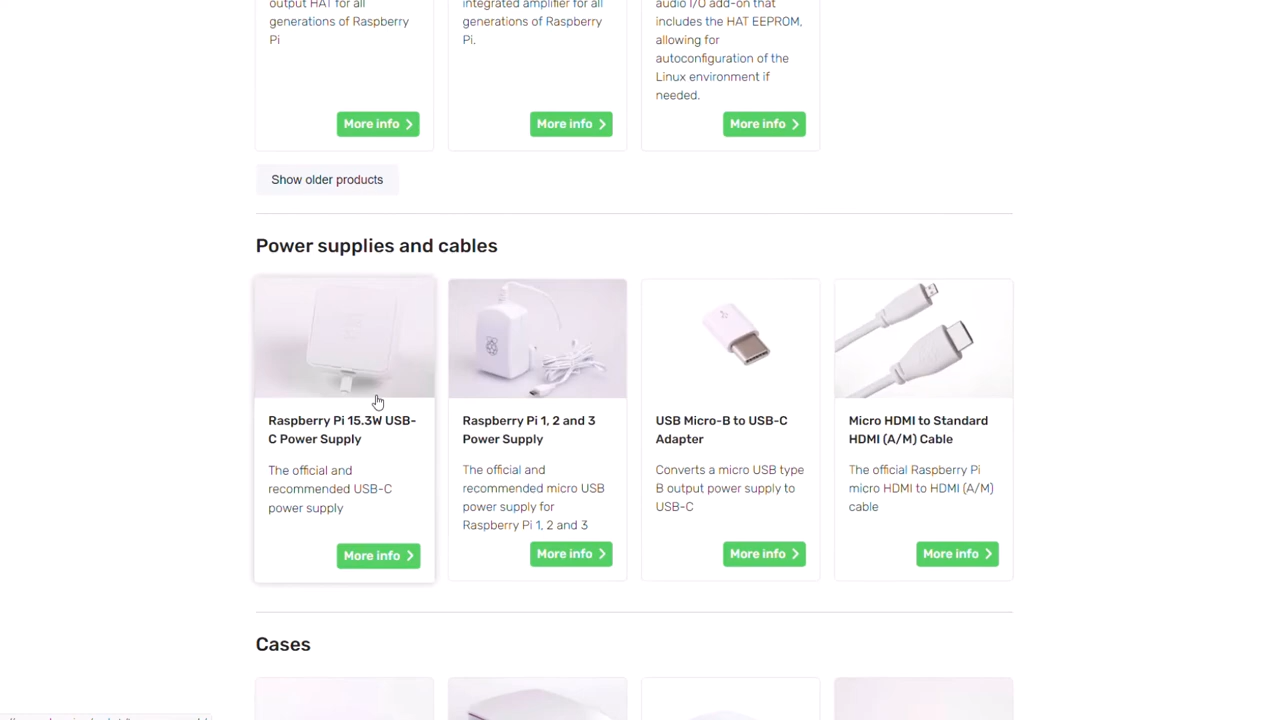 output HAT for all
generations of Raspberry
Pi
integrated amplifier for all
generations of Raspberry
Pi.
audio I/O add-on that
includes the HAT EEPROM,
allowing for
autoconfiguration of the
Linux environment if
needed.
More info
More info
More info
Show older products
Power supplies and cables
Raspberry Pi 15.3W USB-
C Power Supply
The official and
recommended USB-C
power supply
More info
Raspberry Pi 1, 2 and 3
Power Supply
The official and
recommended micro USB
power supply for
Raspberry Pi 1, 2 and 3
More info
USB Micro-B to USB-C
Adapter
Converts a micro USB type
B output power supply to
USB-C
More info
Micro HDMI to Standard
HDMI (A/M) Cable
The official Raspberry Pi
micro HDMI to HDMI (A/M)
cable
More info
Cases